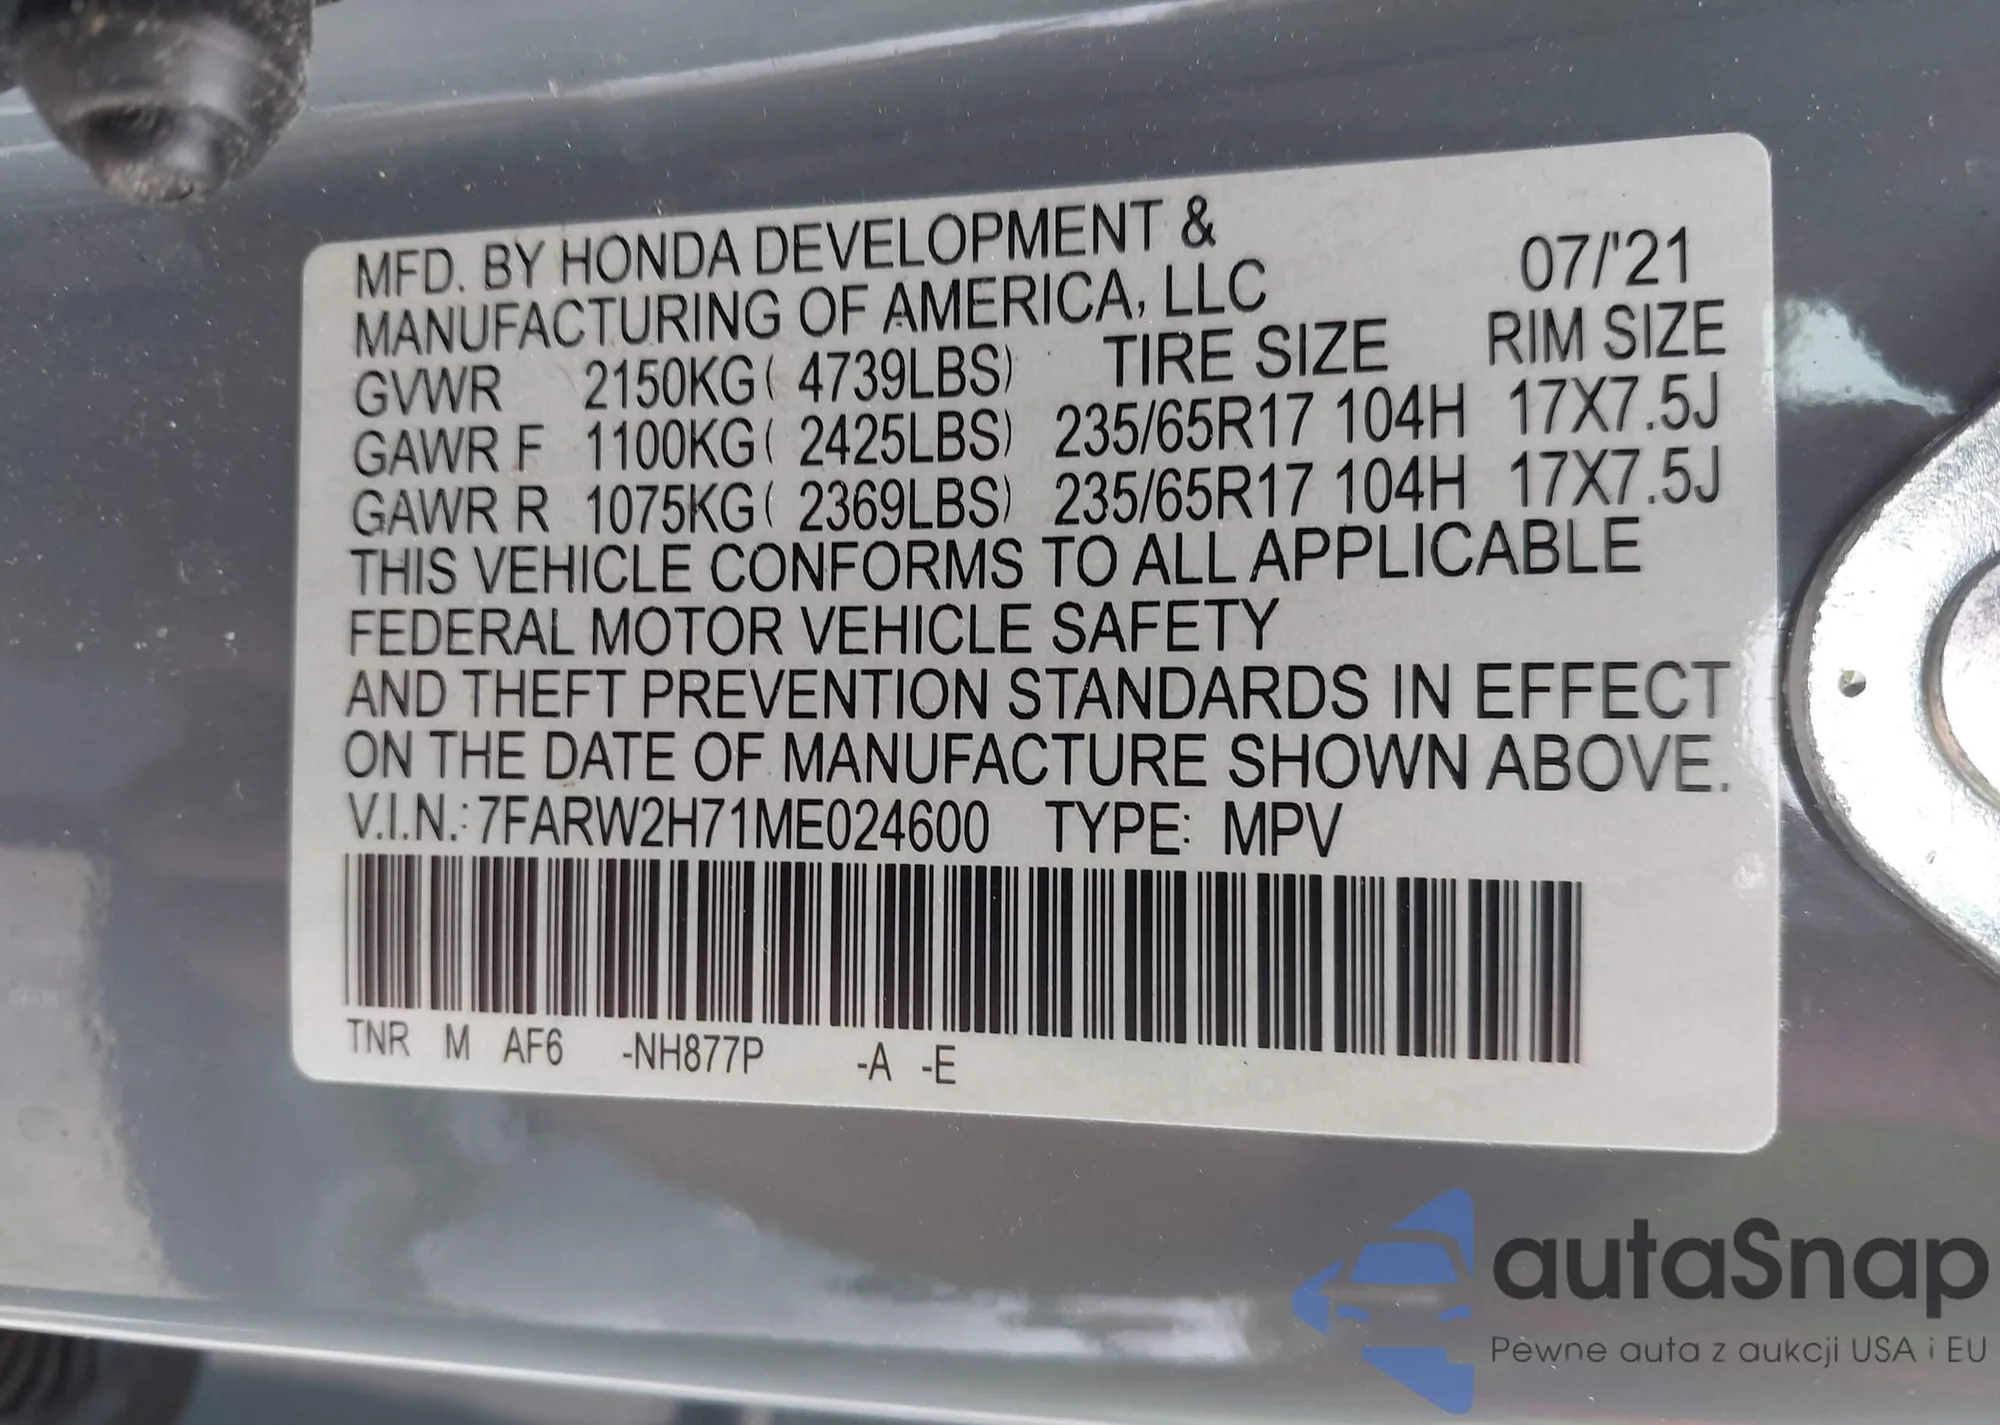 MFD. BY HONDA DEVELOPMENT &
MANUFACTURING OF AMERICA, LLC 07/'21
GVWR 2150KG( 4739LBS) TIRE SIZE RIM SIZE
GAWR F 1100KG( 2425LBS) 235/65R17 104H 17X7.5J
GAWR R 1075KG( 2369LBS) 235/65R17 104H 17X7.5J
THIS VEHICLE CONFORMS TO ALL APPLICABLE
FEDERAL MOTOR VEHICLE SAFETY
AND THEFT PREVENTION STANDARDS IN EFFECT
ON THE DATE OF MANUFACTURE SHOWN ABOVE.
V.I.N.: 7FARW2H71ME024600 TYPE: MPV
TNR M AF6 -NH877P -A -E
autaSnap
Pewne auta z aukcji USA i EU